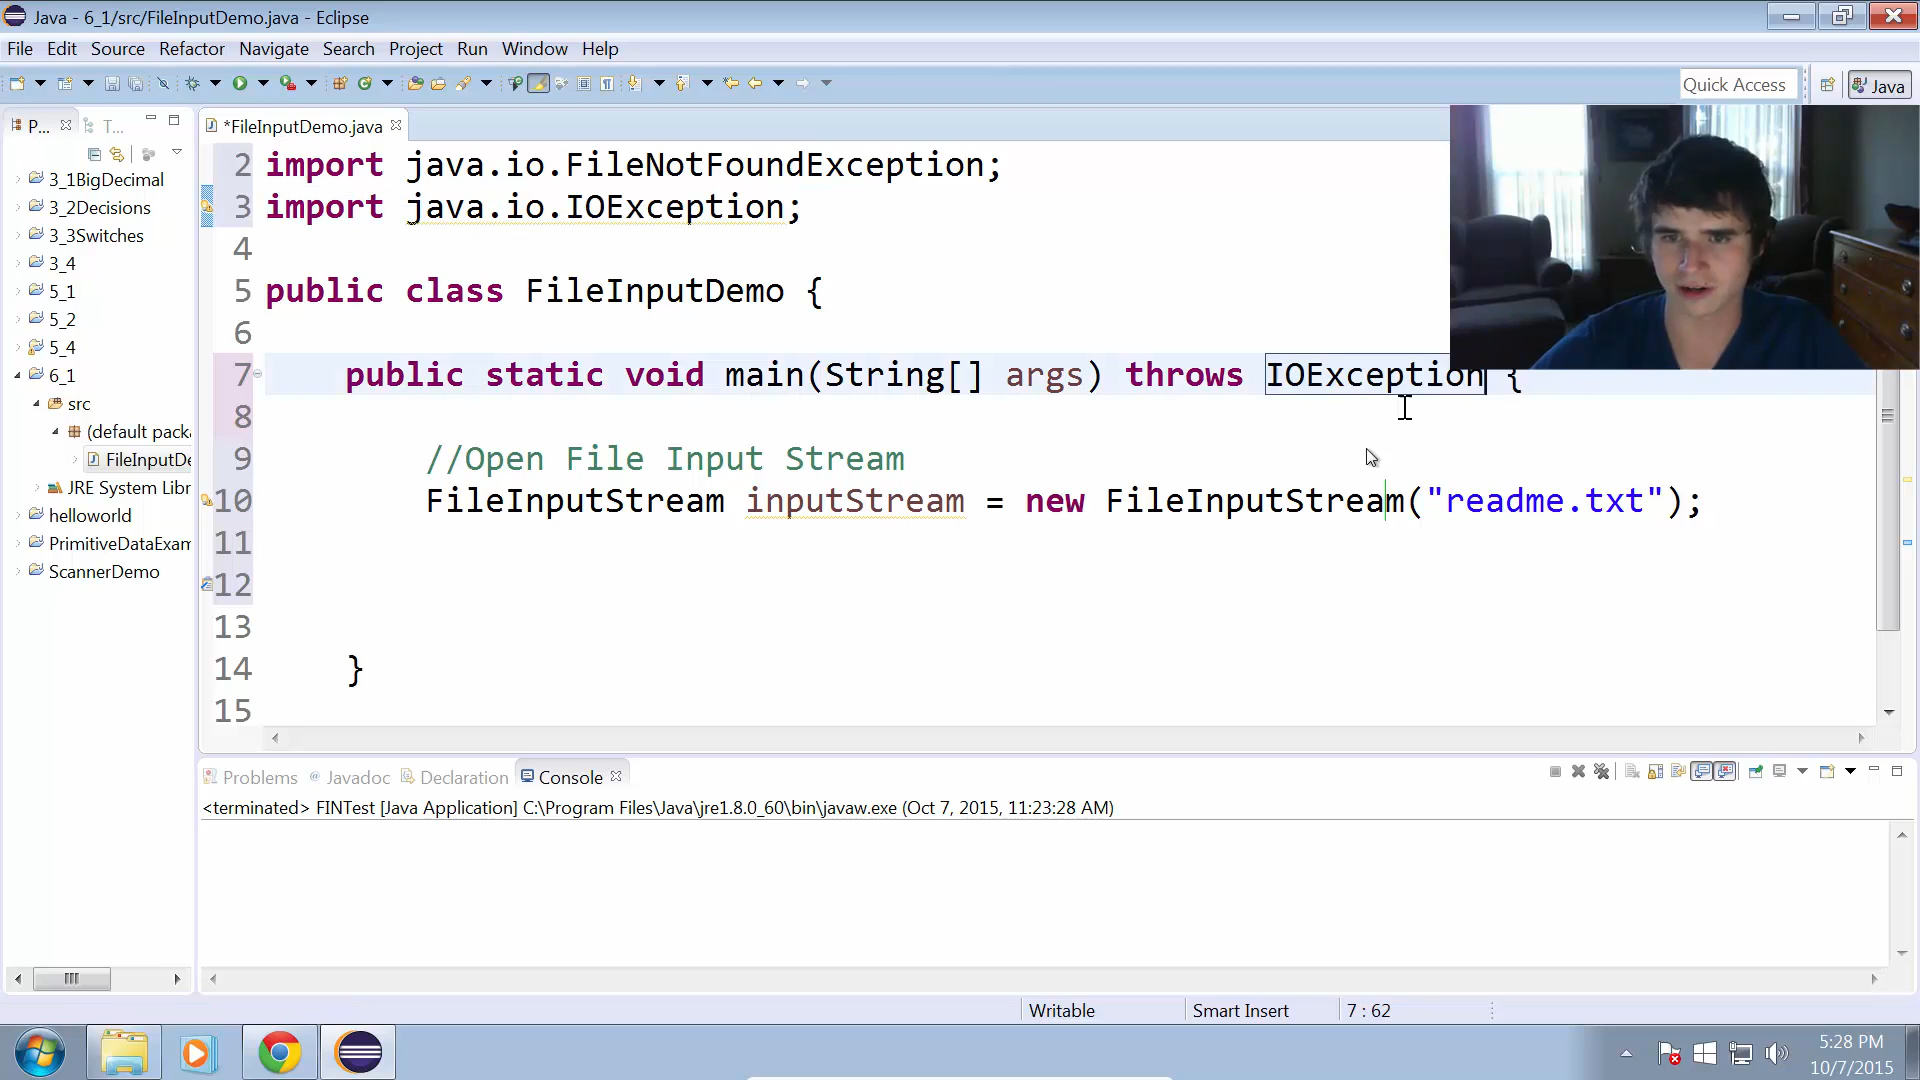 Java - 6_1/src/FileInputDemo.java - Eclipse
File Edit Source Refactor Navigate Search Project Run Window Help
Quick Access
Java
P...
T...
*FileInputDemo.java
3_1BigDecimal
3_2Decisions
3_3Switches
3_4
5_1
5_2
5_4
6_1
src
(default pack
FileInputDe
JRE System Libr
helloworld
PrimitiveDataExam
ScannerDemo
2 import java.io.FileNotFoundException;
3 import java.io.IOException;
4
5 public class FileInputDemo {
6
7 public static void main(String[] args) throws IOException {
8
9 //Open File Input Stream
10 FileInputStream inputStream = new FileInputStream("readme.txt");
11
12
13
14 }
15
Problems @ Javadoc Declaration Console
<terminated> FINTest [Java Application] C:\Program Files\Java\jre1.8.0_60\bin\javaw.exe (Oct 7, 2015, 11:23:28 AM)
Writable Smart Insert 7 : 62
5:28 PM
10/7/2015